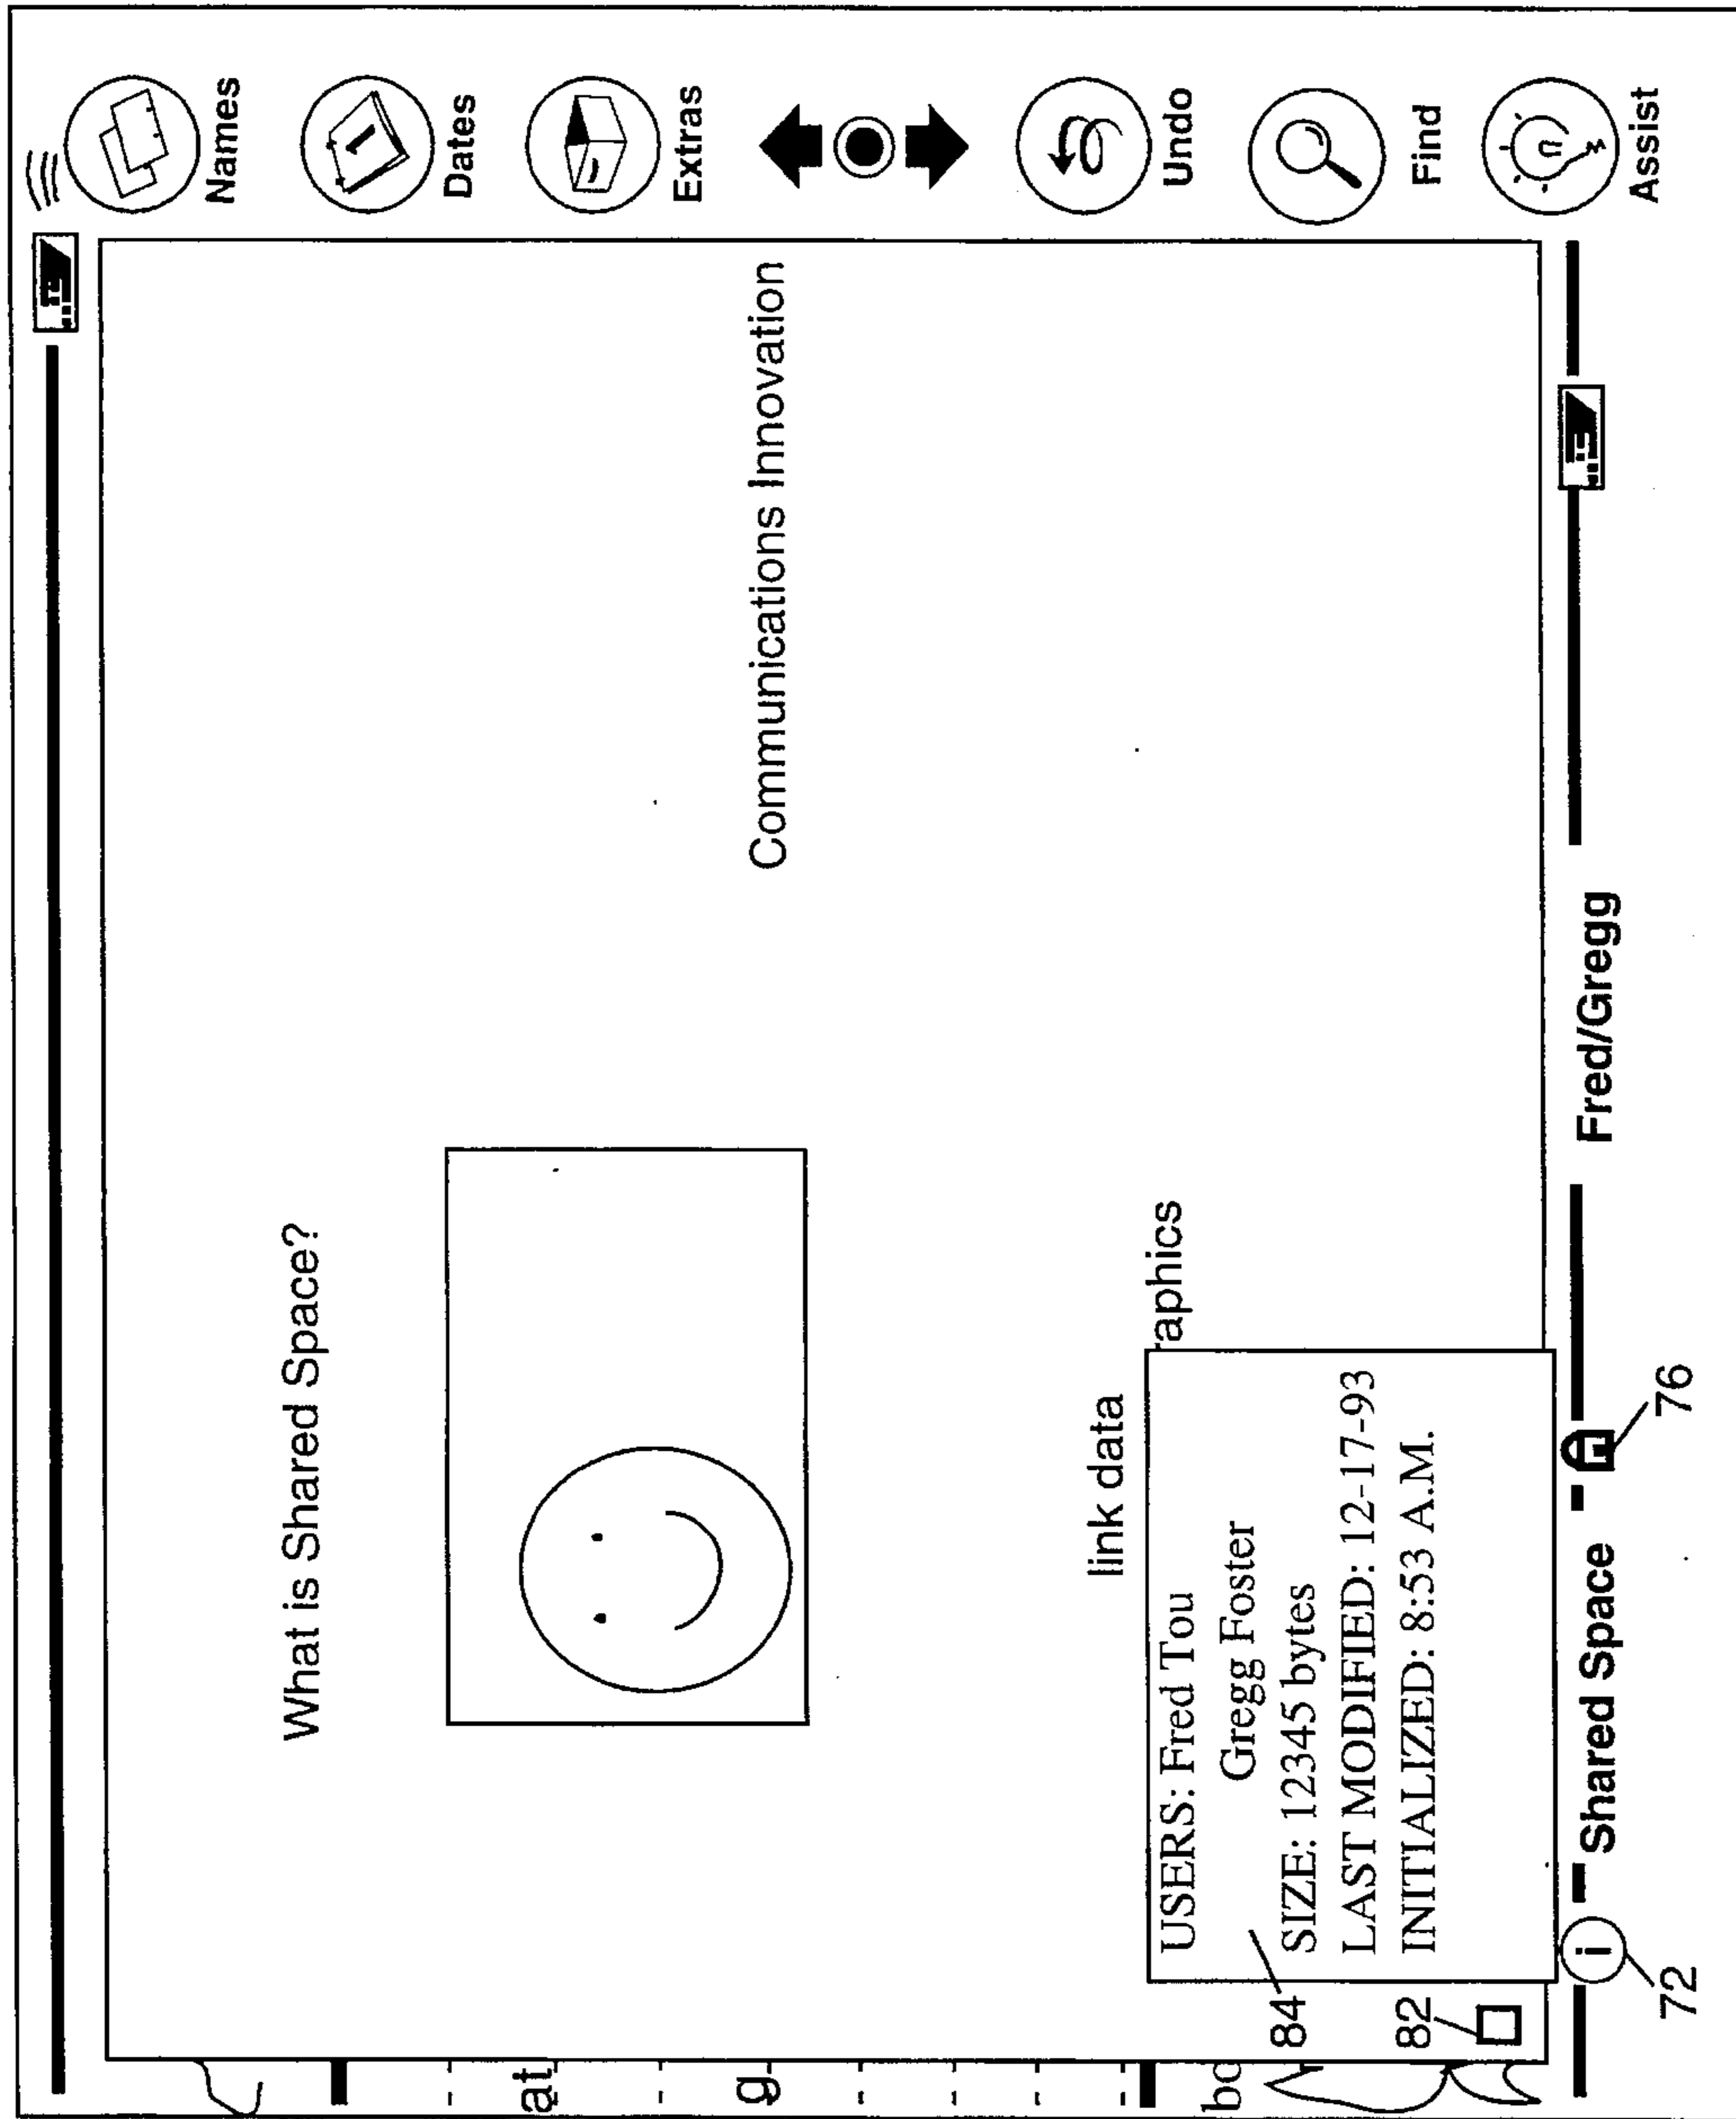 What is Shared Space?
Communications Innovation
link data
raphics
USERS: Fred Tou
Gregg Foster
SIZE: 12345 bytes
LAST MODIFIED: 12-17-93
INITIALIZED: 8:53 A.M.
84
82
at
g
bo
i
Shared Space
Fred/Gregg
72
76
Names
Dates
1
Extras
Undo
Find
Assist